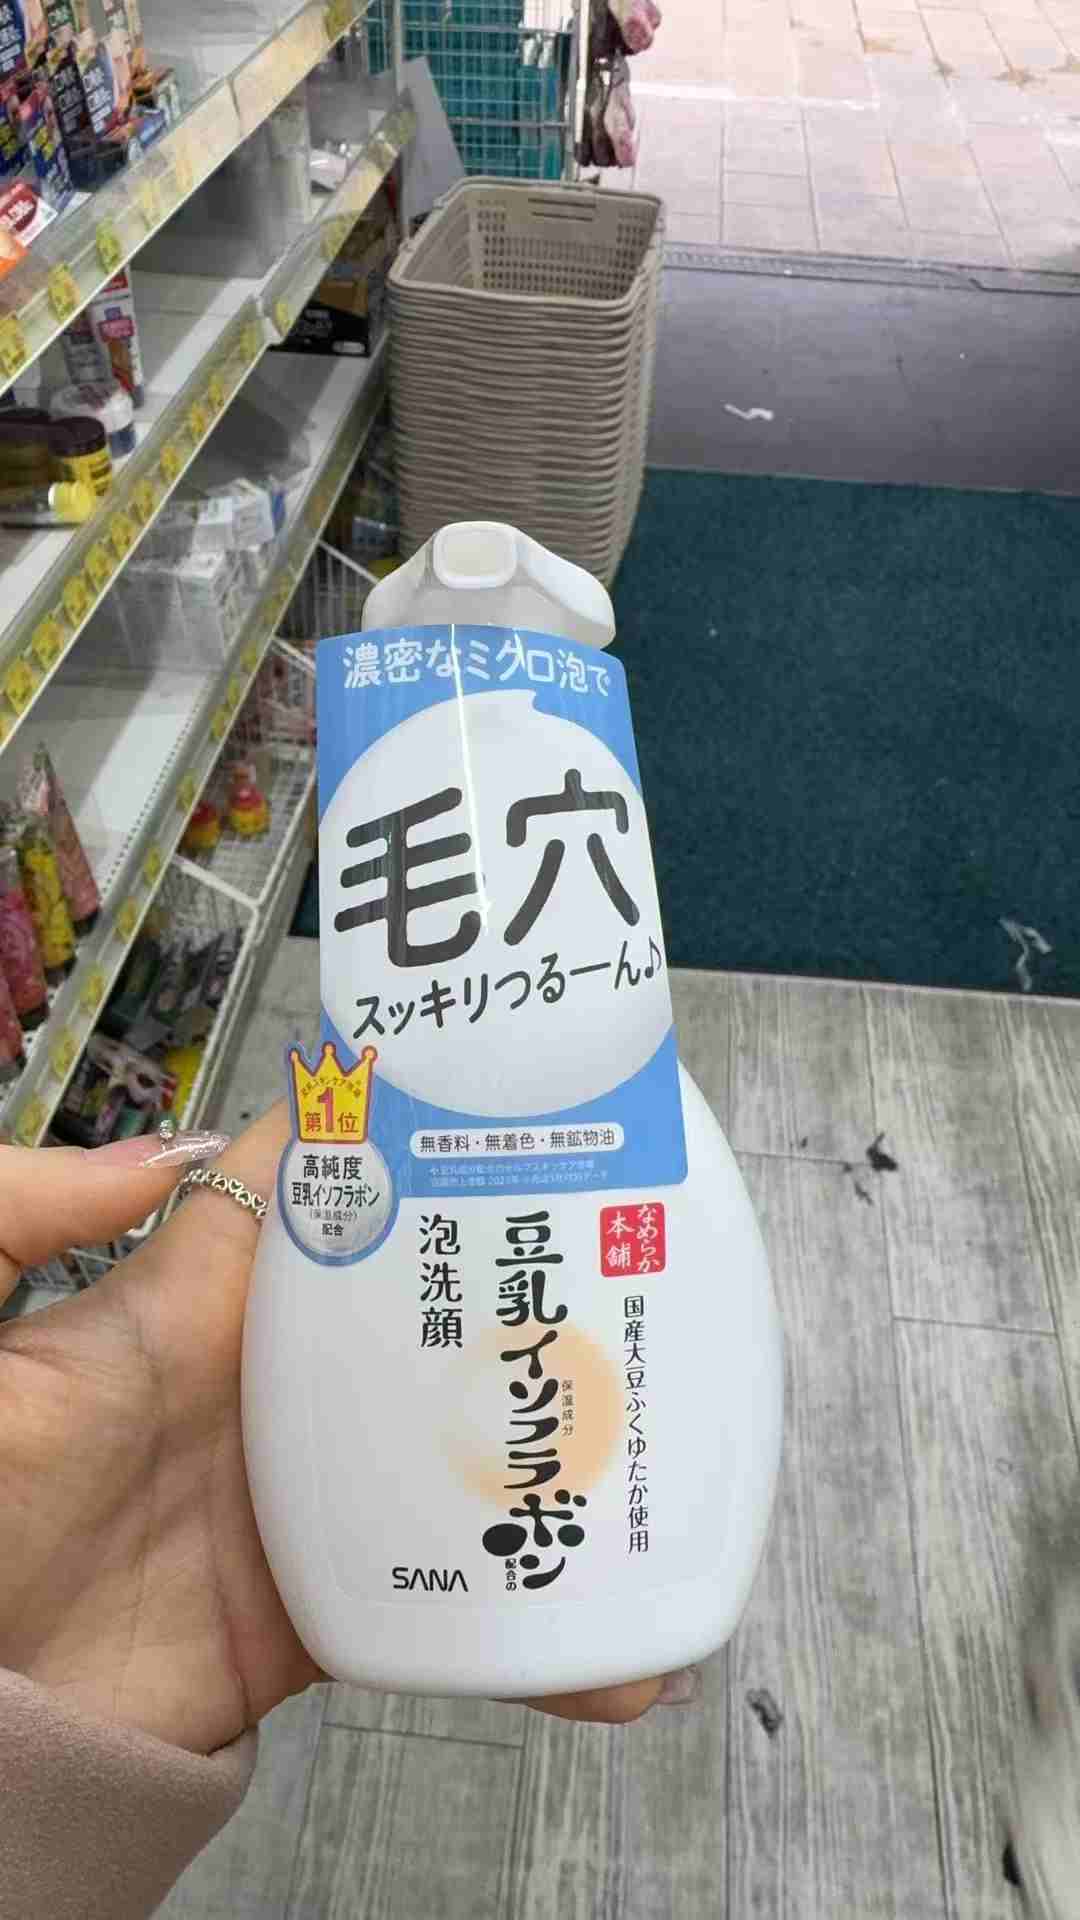 濃密なミクロ泡で
毛穴
スッキリつるーん♪
第1位
高純度
豆乳イソフラボン
(保湿成分)
配合
無香料・無着色・無鉱物油
なめらか
本舗
国産大豆ふくゆたか使用
豆乳イソフラボン
保湿成分
配合の
泡洗顔
SANA